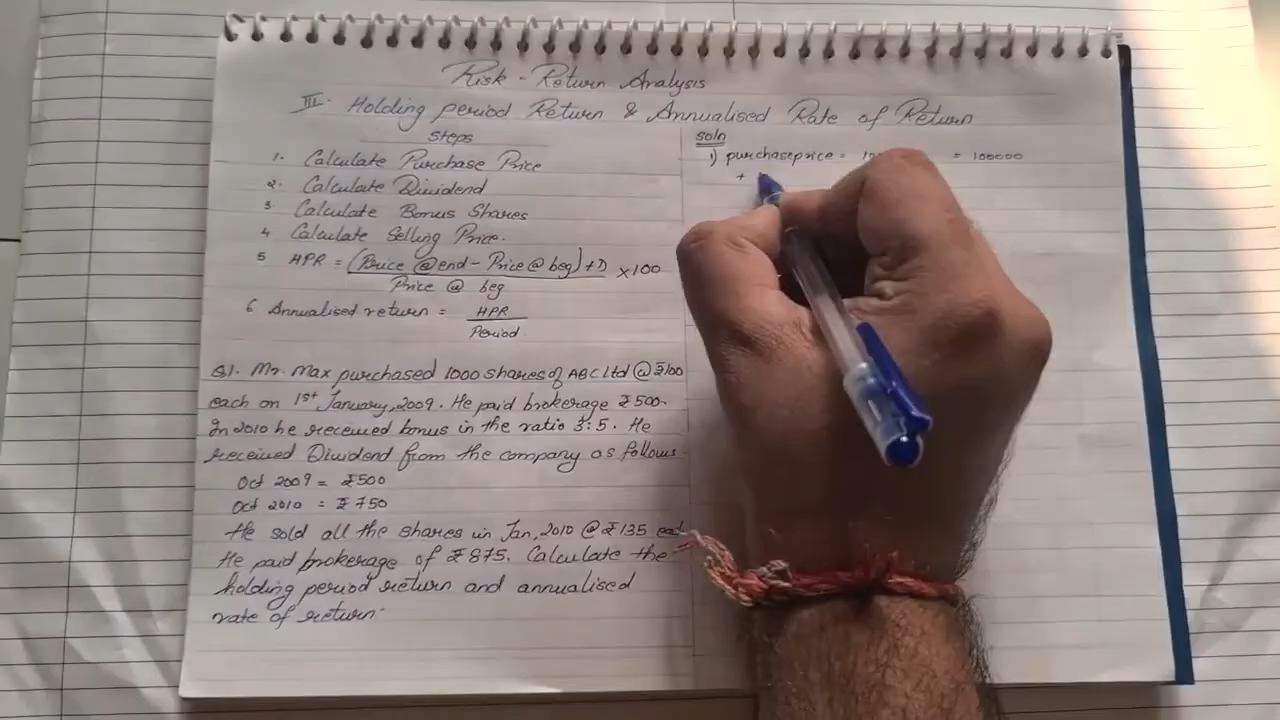 Risk - Return Analysis
III. Holding period Return & Annualised Rate of Return
Steps
1. Calculate Purchase Price
2. Calculate Dividend
3 Calculate Bonus Shares
4 Calculate Selling Price.
5 HPR = (Price @ end - Price @ beg) + D × 100
Price @ beg
6 Annualised return = HPR
Period
Q1. Mr. Max purchased 1000 shares of ABC Ltd @ ₹100
each on 1st January, 2009. He paid brokerage ₹500.
In 2010 he received bonus in the ratio 3:5. He
received Dividend from the company as follows
Oct 2009 = ₹500
Oct 2010 = ₹750
He sold all the shares in Jan, 2010 @ ₹135
He paid brokerage of ₹875. Calculate the
holding period return and annualised
rate of return.
Soln
1) purchase price = = 100000
+